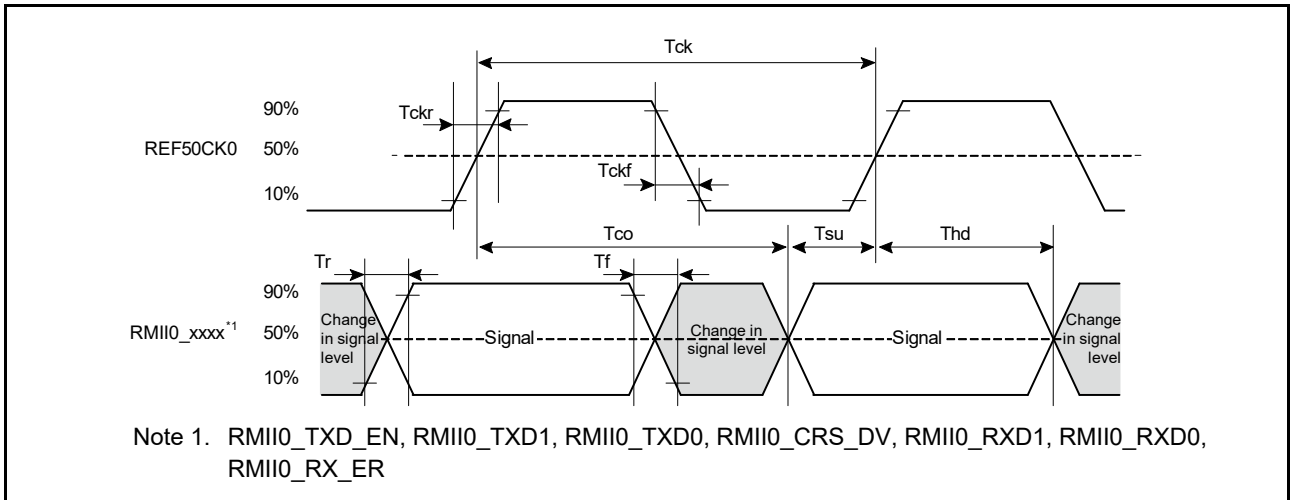 Tck
90%
Tckr
REF50CK0 50%
Tckf
10%
Tco Tsu Thd
Tr Tf
90%
RMII0_xxxx*1 50%
Change in signal level
Signal
Change in signal level
Signal
Change in signal level
10%
Note 1. RMII0_TXD_EN, RMII0_TXD1, RMII0_TXD0, RMII0_CRS_DV, RMII0_RXD1, RMII0_RXD0,
RMII0_RX_ER